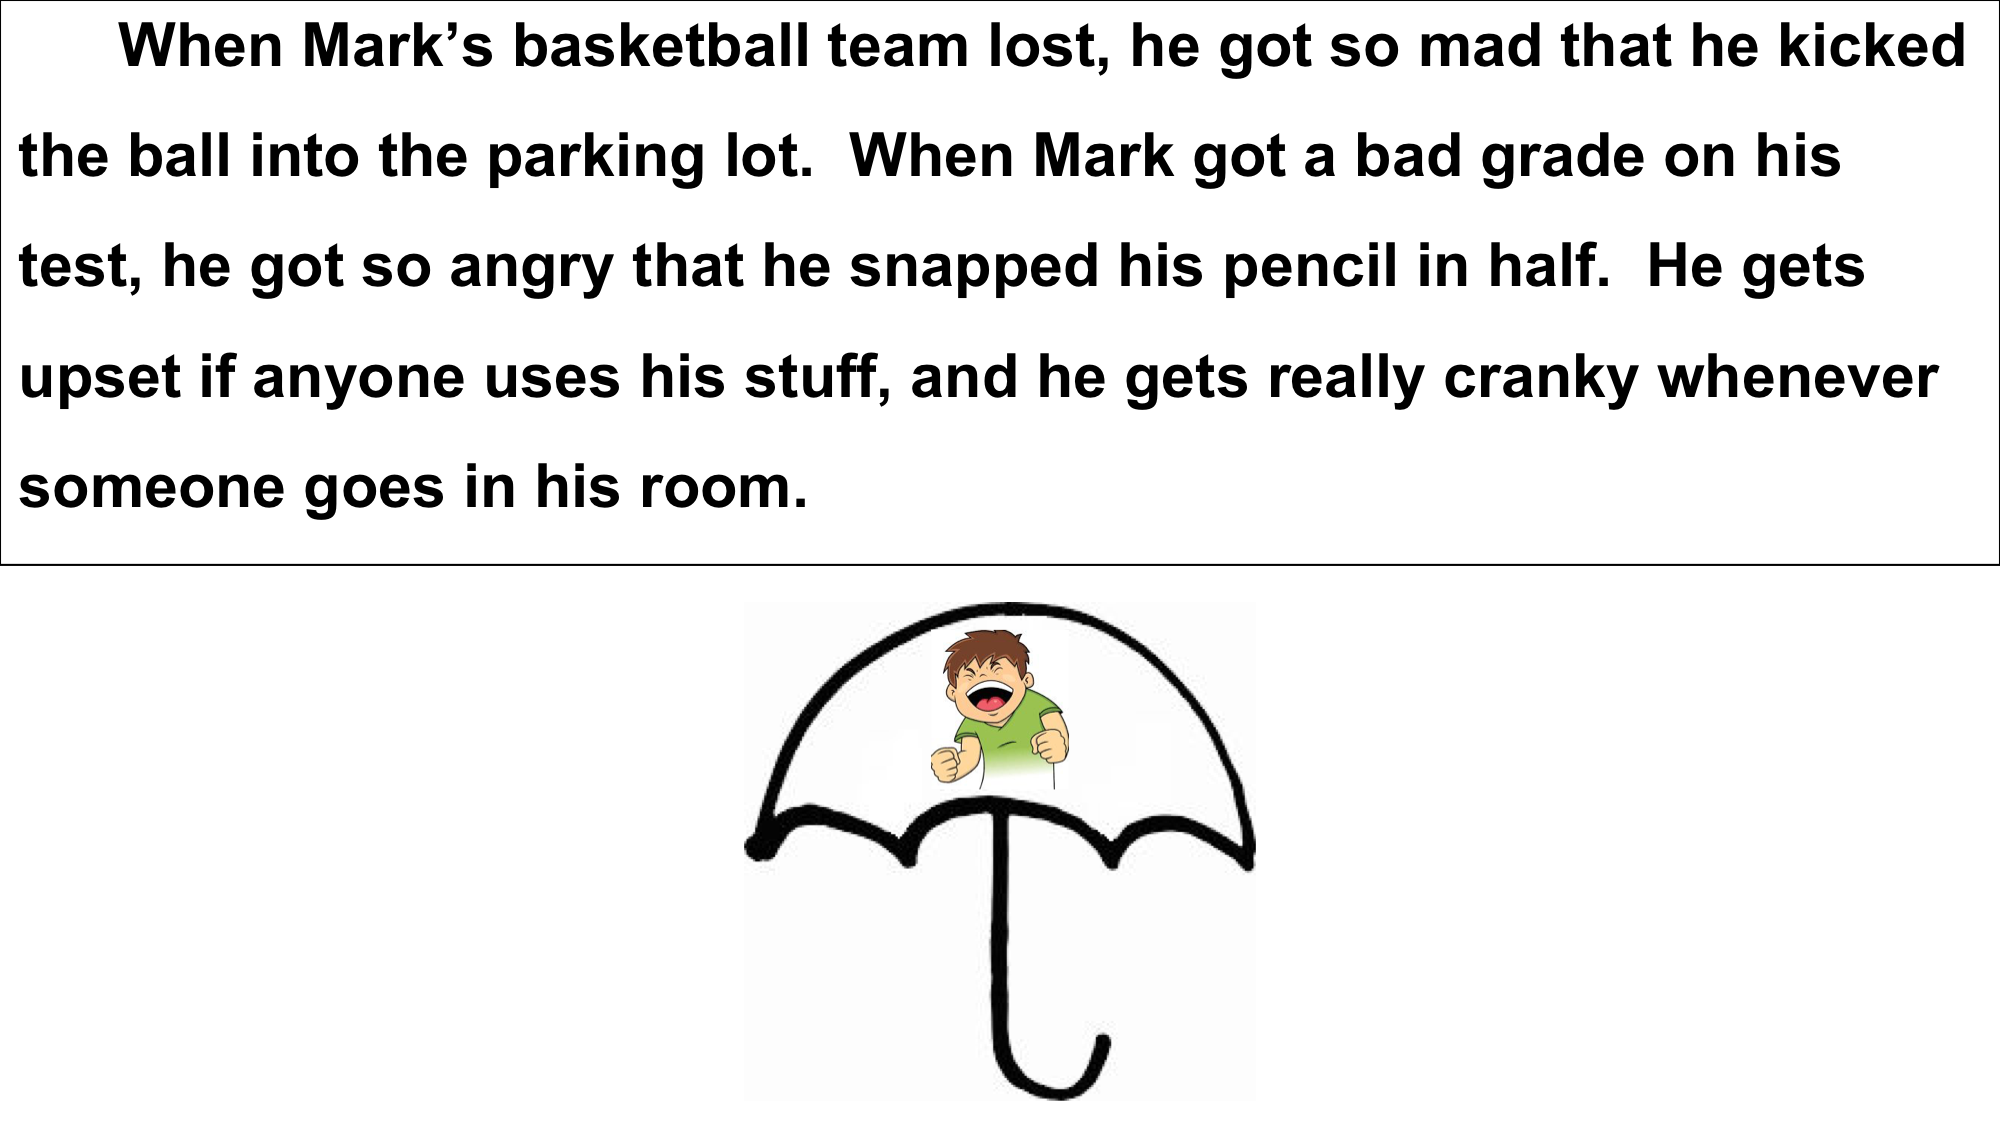 When Mark’s basketball team lost, he got so mad that he kicked
the ball into the parking lot.  When Mark got a bad grade on his
test, he got so angry that he snapped his pencil in half.  He gets
upset if anyone uses his stuff, and he gets really cranky whenever
someone goes in his room.